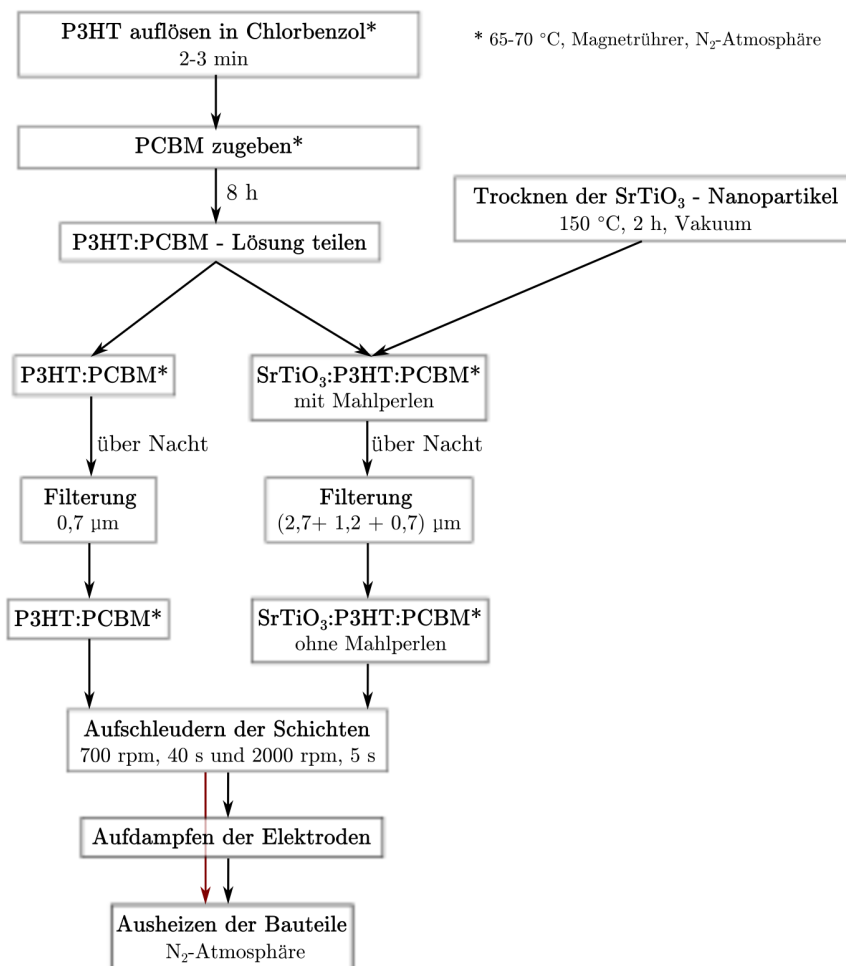 P3HT auflösen in Chlorbenzol*
2-3 min
* 65-70 °C, Magnetrührer, N₂-Atmosphäre
PCBM zugeben*
8 h
Trocknen der SrTiO₃ - Nanopartikel
150 °C, 2 h, Vakuum
P3HT:PCBM - Lösung teilen
P3HT:PCBM*
SrTiO₃:P3HT:PCBM*
mit Mahlperlen
über Nacht
über Nacht
Filterung
0,7 µm
Filterung
(2,7+ 1,2 + 0,7) µm
P3HT:PCBM*
SrTiO₃:P3HT:PCBM*
ohne Mahlperlen
Aufschleudern der Schichten
700 rpm, 40 s und 2000 rpm, 5 s
Aufdampfen der Elektroden
Ausheizen der Bauteile
N₂-Atmosphäre